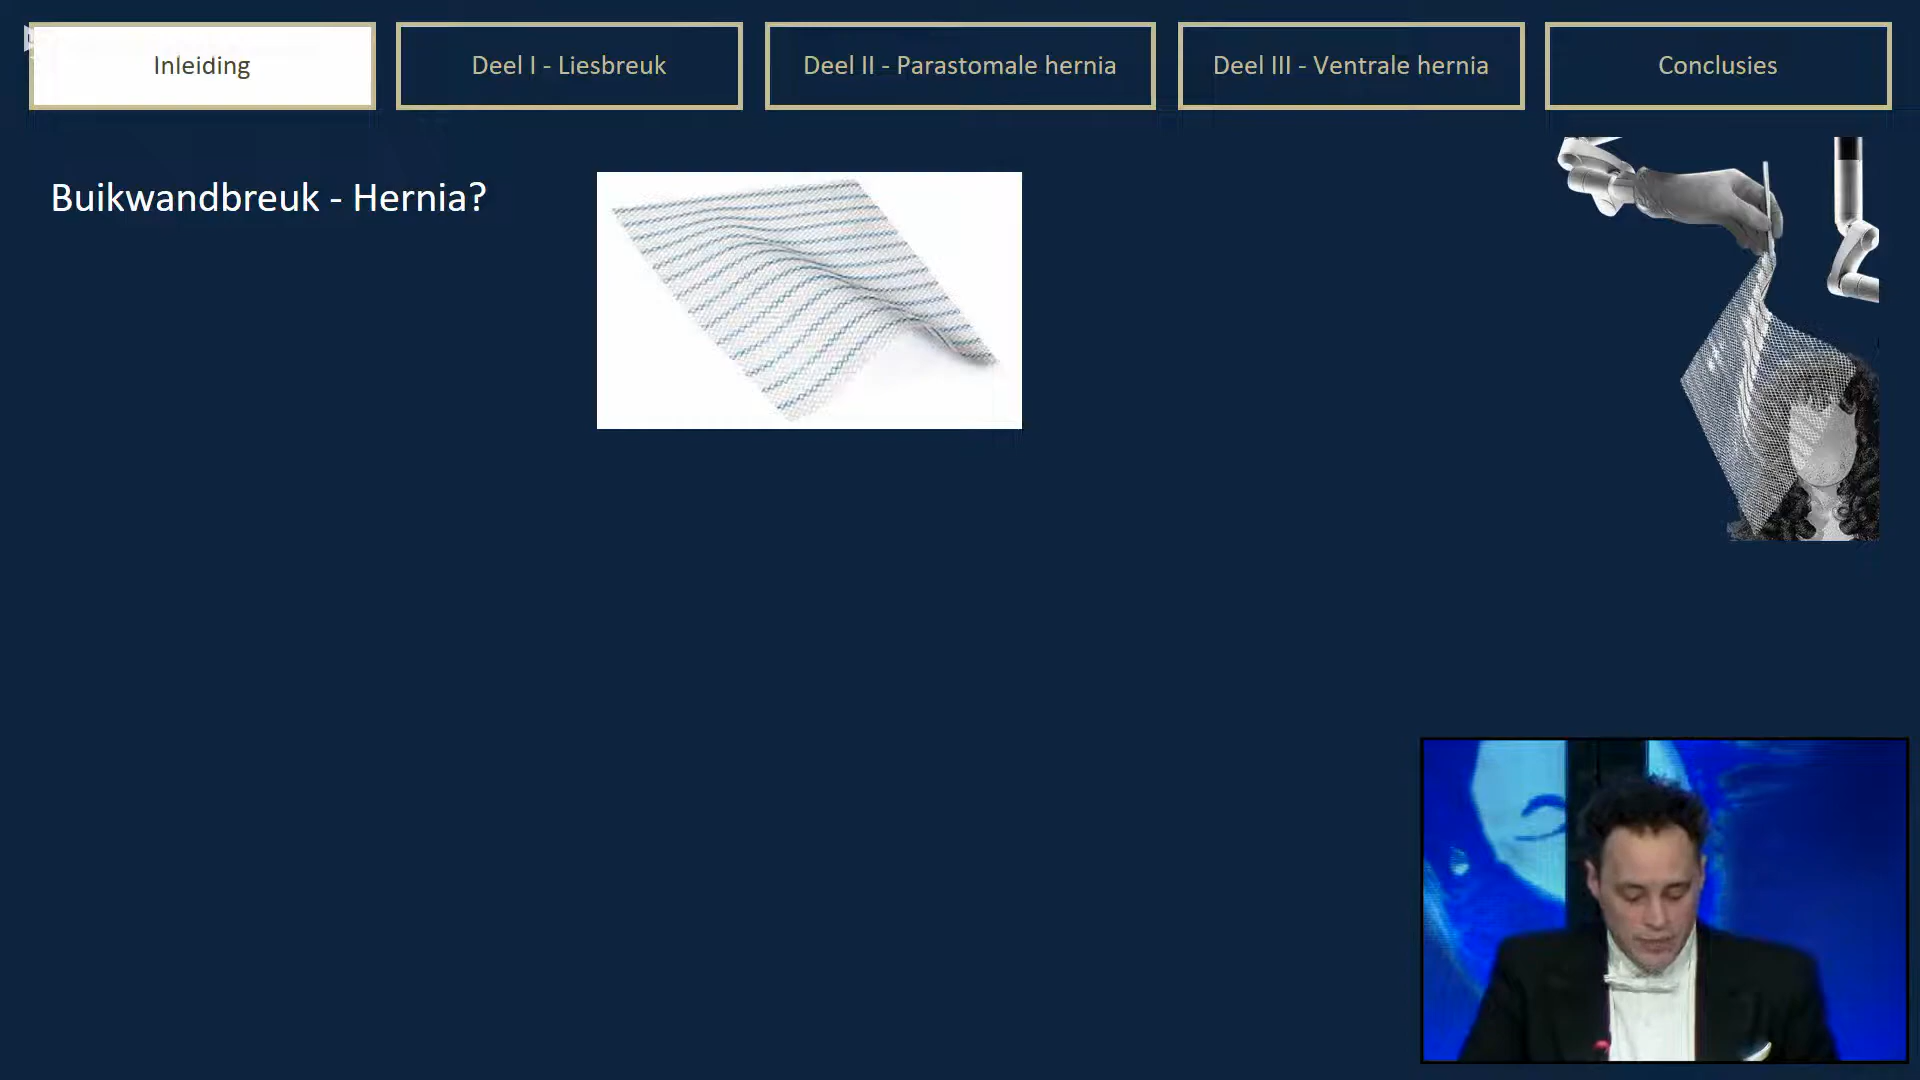 Inleiding
Deel I - Liesbreuk
Deel II - Parastomale hernia
Deel III - Ventrale hernia
Conclusies
Buikwandbreuk - Hernia?